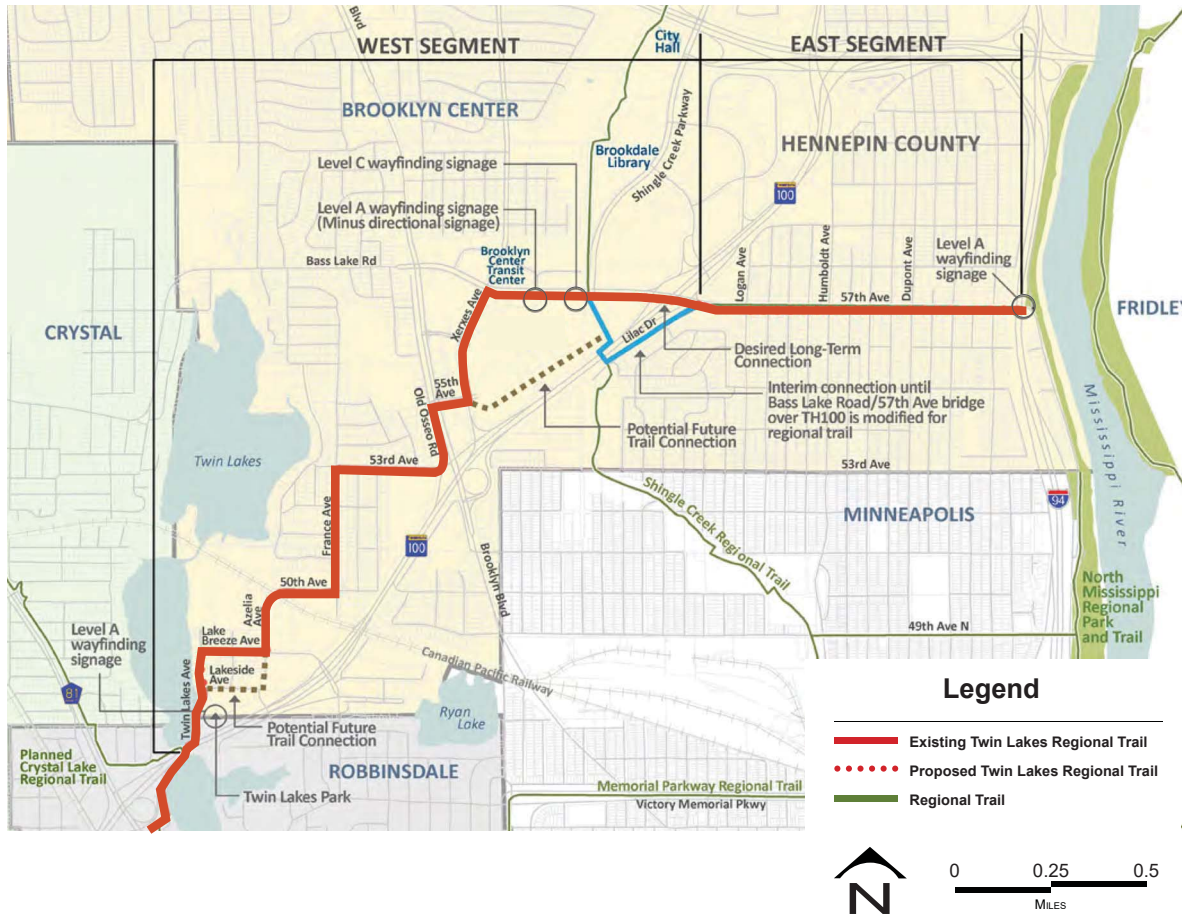 Blvd
WEST SEGMENT
City
Hall
EAST SEGMENT
BROOKLYN CENTER
Level C wayfinding signage
Brookdale
Library
Shingle Creek Parkway
HENNEPIN COUNTY
100
Level A wayfinding signage
(Minus directional signage)
Brooklyn
Center
Transit
Center
Bass Lake Rd
Logan Ave
Humboldt Ave
Dupont Ave
Level A
wayfinding
signage
57th Ave
FRIDLEY
CRYSTAL
Xerxes Ave
Lilac Dr
Desired Long-Term
Connection
55th
Ave
Old Osseo Rd
Interim connection until
Bass Lake Road/57th Ave bridge
over TH100 is modified for
regional trail
Potential Future
Trail Connection
Mississippi River
Twin Lakes
53rd Ave
53rd Ave
Shingle Creek Regional Trail
MINNEAPOLIS
94
France Ave
100
Brooklyn Blvd
50th Ave
Azelia
Ave
North
Mississippi
Regional
Park
and Trail
49th Ave N
Level A
wayfinding
signage
Lake
Breeze Ave
Canadian Pacific Railway
Lakeside
Ave
Twin Lakes Ave
81
Ryan
Lake
Potential Future
Trail Connection
Planned
Crystal Lake
Regional Trail
ROBBINSDALE
Twin Lakes Park
Memorial Parkway Regional Trail
Victory Memorial Pkwy
Legend
Existing Twin Lakes Regional Trail
Proposed Twin Lakes Regional Trail
Regional Trail
N
0 0.25 0.5
MILES